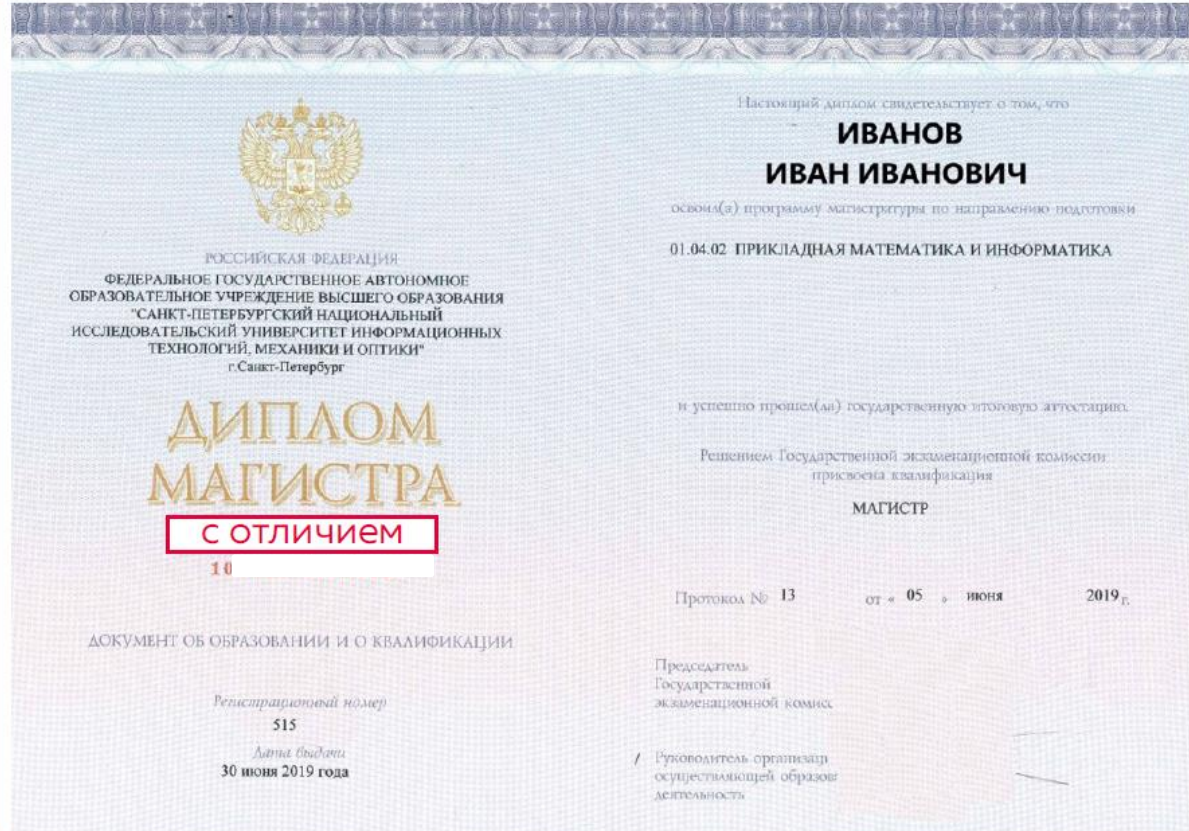 РОССИЙСКАЯ ФЕДЕРАЦИЯ
ФЕДЕРАЛЬНОЕ ГОСУДАРСТВЕННОЕ АВТОНОМНОЕ
ОБРАЗОВАТЕЛЬНОЕ УЧРЕЖДЕНИЕ ВЫСШЕГО ОБРАЗОВАНИЯ
"САНКТ-ПЕТЕРБУРГСКИЙ НАЦИОНАЛЬНЫЙ
ИССЛЕДОВАТЕЛЬСКИЙ УНИВЕРСИТЕТ ИНФОРМАЦИОННЫХ
ТЕХНОЛОГИЙ, МЕХАНИКИ И ОПТИКИ"
г.Санкт-Петербург
ДИПЛОМ
МАГИСТРА
с отличием
10
ДОКУМЕНТ ОБ ОБРАЗОВАНИИ И О КВАЛИФИКАЦИИ
Регистрационный номер
515
Дата выдачи
30 июня 2019 года
Настоящий диплом свидетельствует о том, что
ИВАНОВ
ИВАН ИВАНОВИЧ
освоил(а) программу магистратуры по направлению подготовки
01.04.02 ПРИКЛАДНАЯ МАТЕМАТИКА И ИНФОРМАТИКА
и успешно прошел(ла) государственную итоговую аттестацию.
Решением Государственной экзаменационной комиссии
присвоена квалификация
МАГИСТР
Протокол № 13 от « 05 » июня 2019 г.
Председатель
Государственной
экзаменационной комисс
Руководитель организаци
осуществляющей образова
деятельность